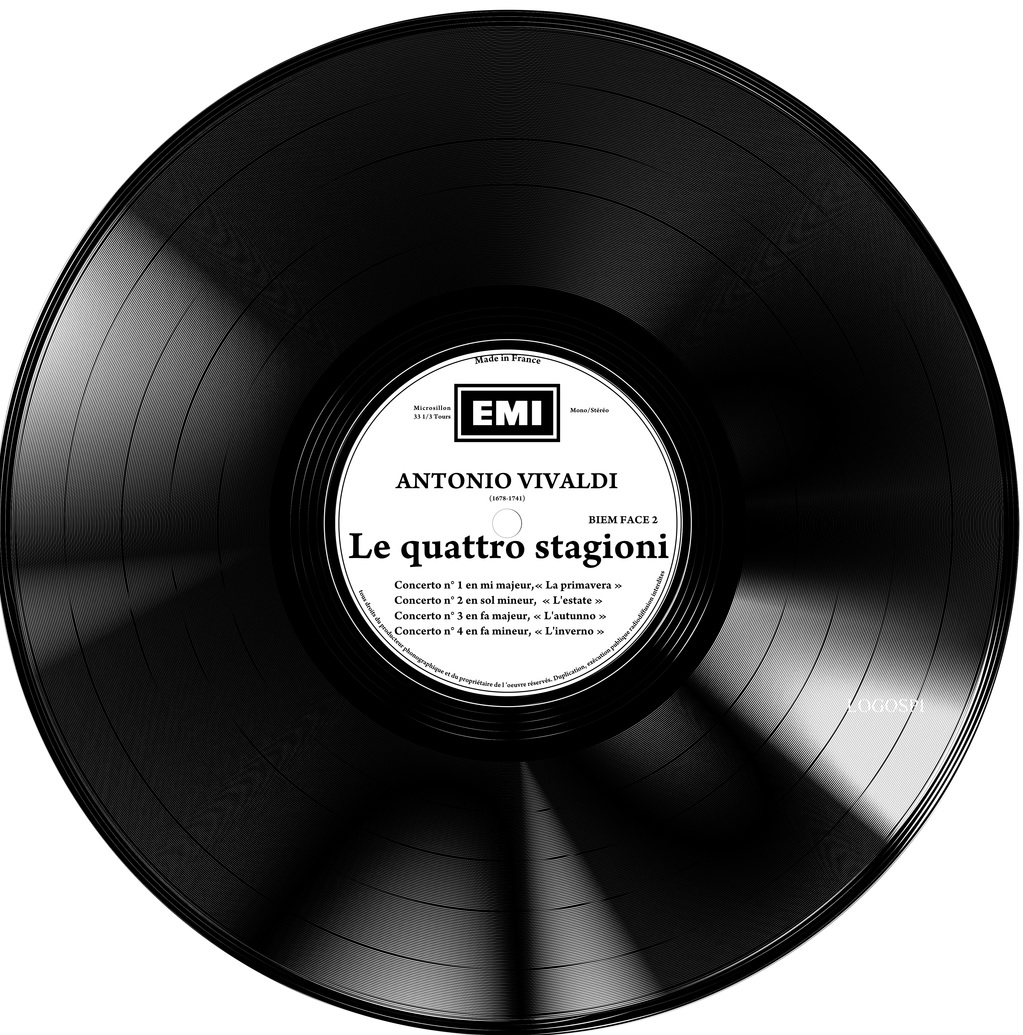 Made in France
Microsillon
33 1/3 Tours
EMI
Mono/Stéréo
ANTONIO VIVALDI
(1678-1741)
BIEM FACE 2
Le quattro stagioni
Concerto n° 1 en mi majeur,« La primavera »
Concerto n° 2 en sol mineur, « L'estate »
Concerto n° 3 en fa majeur, « L'autunno »
Concerto n° 4 en fa mineur, « L'inverno »
tous droits du producteur phonographique et du propriétaire de l 'oeuvre réservés. Duplication, exécution publique radiodiffusion interdites
LOGOSPI